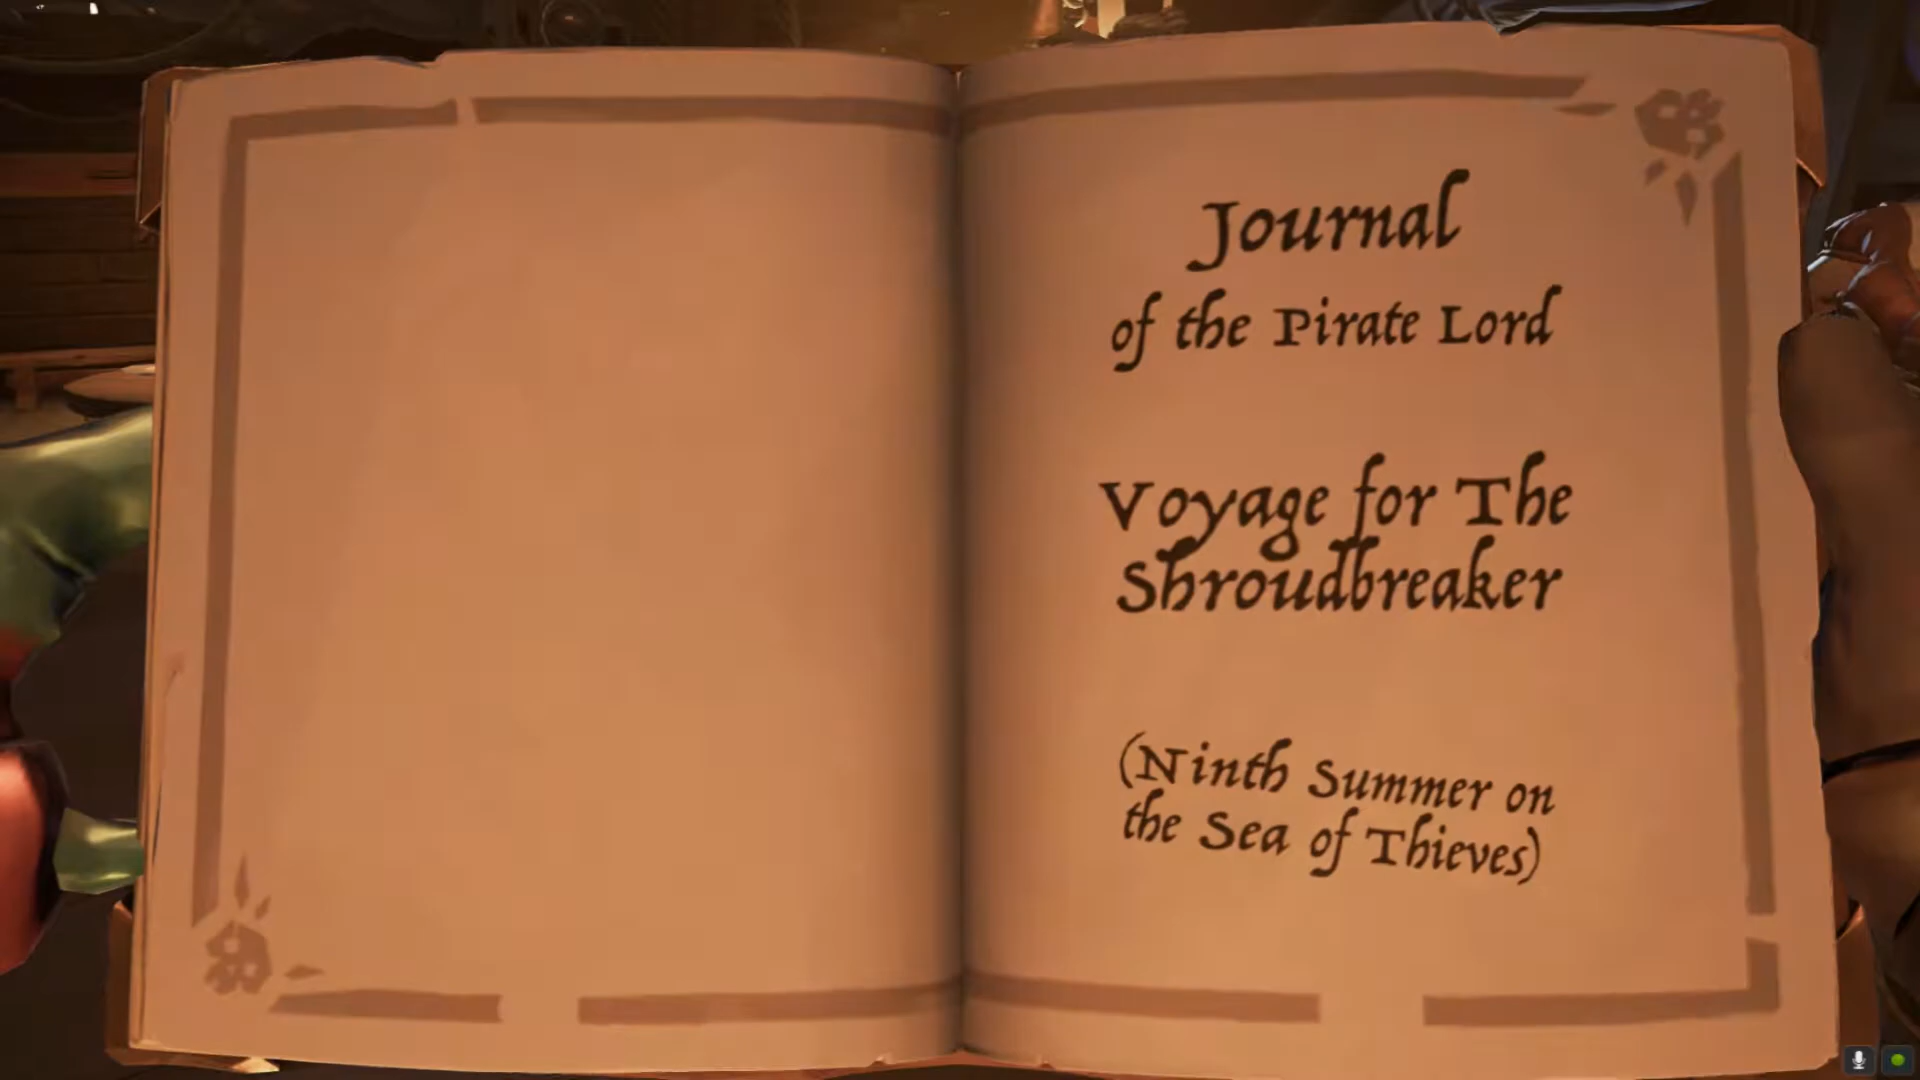 Journal
of the Pirate Lord
Voyage for The
Shroudbreaker
(Ninth Summer on
the Sea of Thieves)